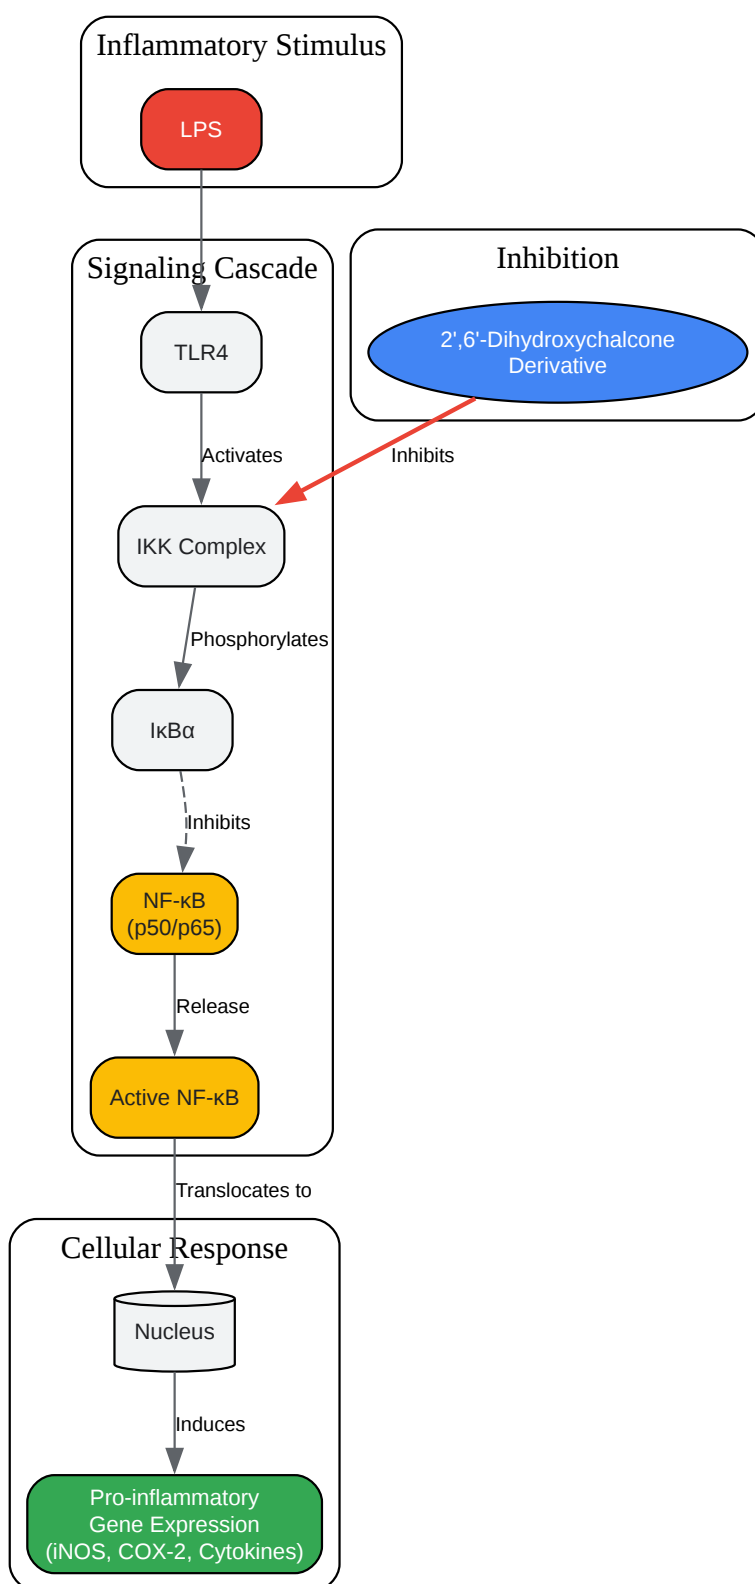 Inflammatory Stimulus
LPS
Signaling Cascade
Inhibition
TLR4
2',6'-Dihydroxychalcone
Derivative
Activates
Inhibits
IKK Complex
Phosphorylates
IκBα
Inhibits
NF-κB
(p50/p65)
Release
Active NF-κB
Translocates to
Cellular Response
Nucleus
Induces
Pro-inflammatory
Gene Expression
(iNOS, COX-2, Cytokines)